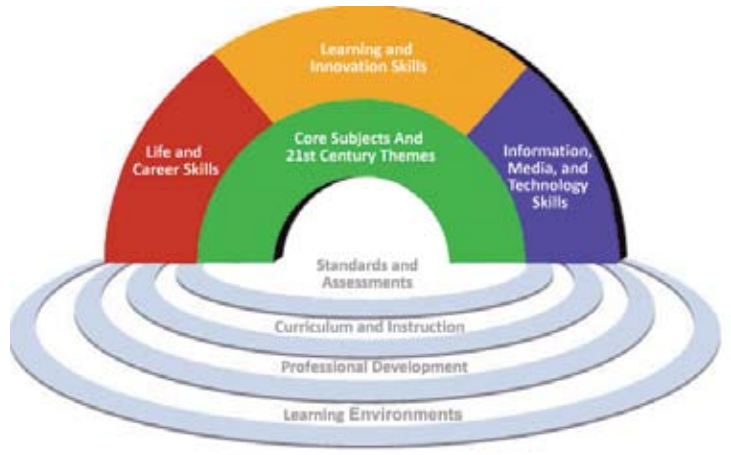 Learning and
Innovation Skills
Life and
Career Skills
Core Subjects And
21st Century Themes
Information,
Media, and
Technology
Skills
Standards and
Assessments
Curriculum and Instruction
Professional Development
Learning Environments